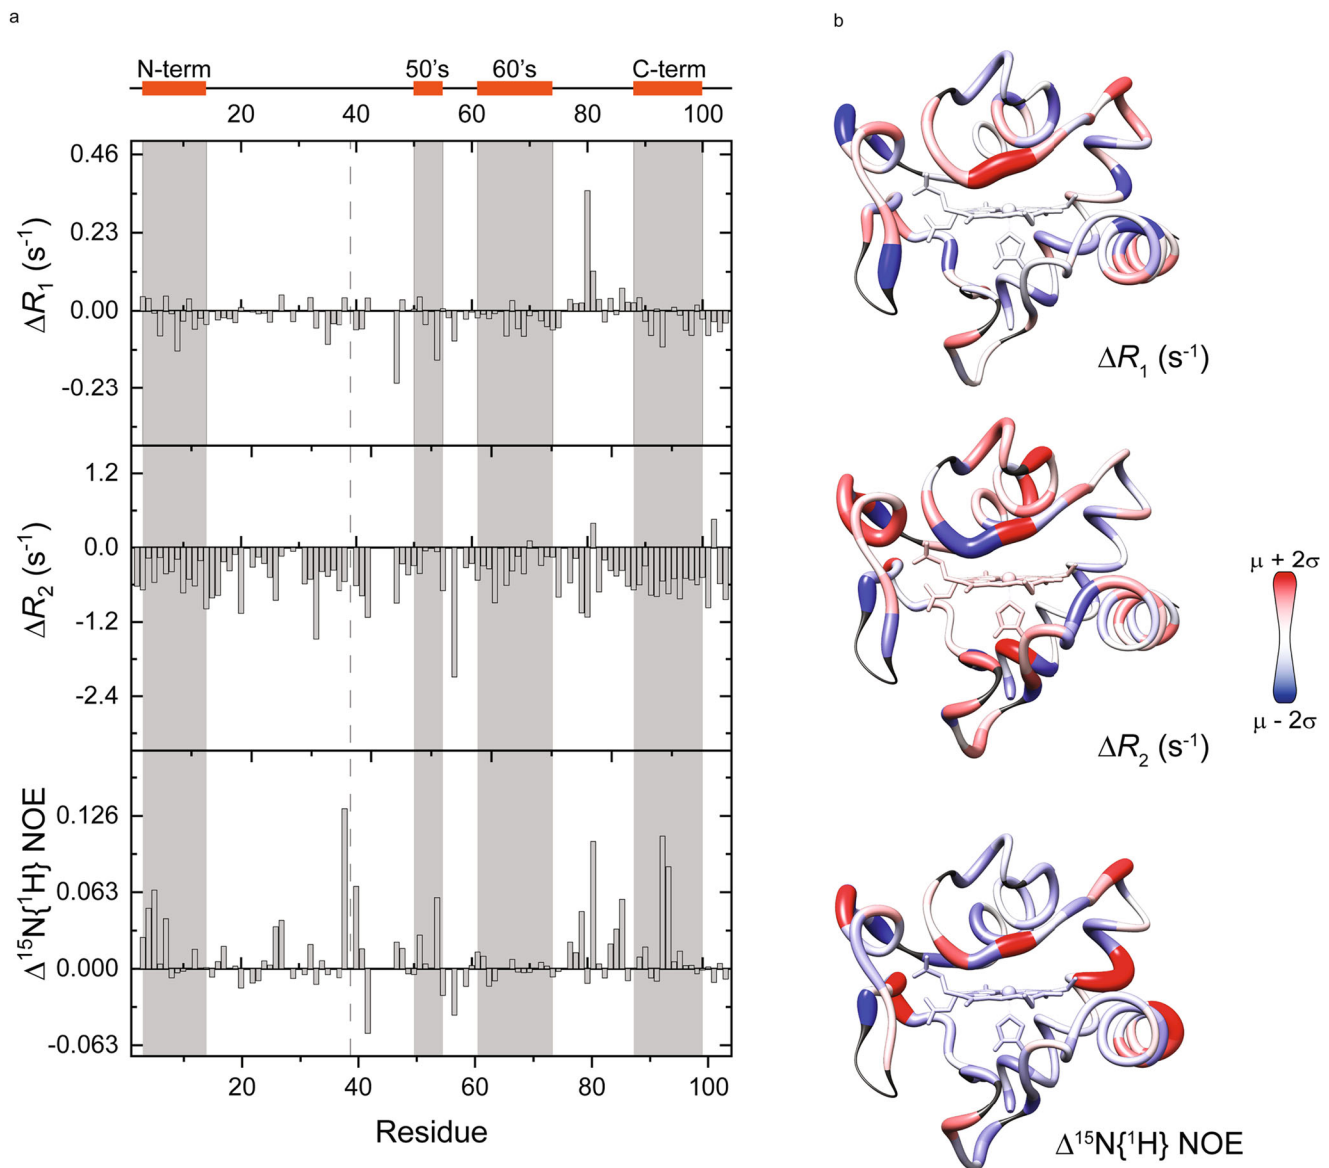 a
b
N-term 50's 60's C-term
20 40 60 80 100
0.46
0.23
0.00
-0.23
ΔR₁ (s⁻¹)
1.2
0.0
-1.2
-2.4
ΔR₂ (s⁻¹)
0.126
0.063
0.000
-0.063
Δ¹⁵N{¹H} NOE
20 40 60 80 100
Residue
ΔR₁ (s⁻¹)
ΔR₂ (s⁻¹)
μ + 2σ
μ - 2σ
Δ¹⁵N{¹H} NOE